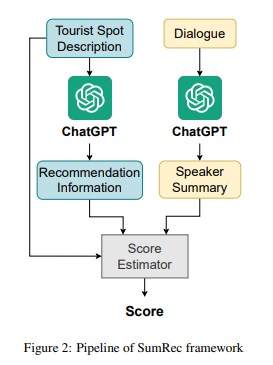 Tourist Spot
Description
Dialogue
ChatGPT
ChatGPT
Recommendation
Information
Speaker
Summary
Score
Estimator
Score
Figure 2: Pipeline of SumRec framework